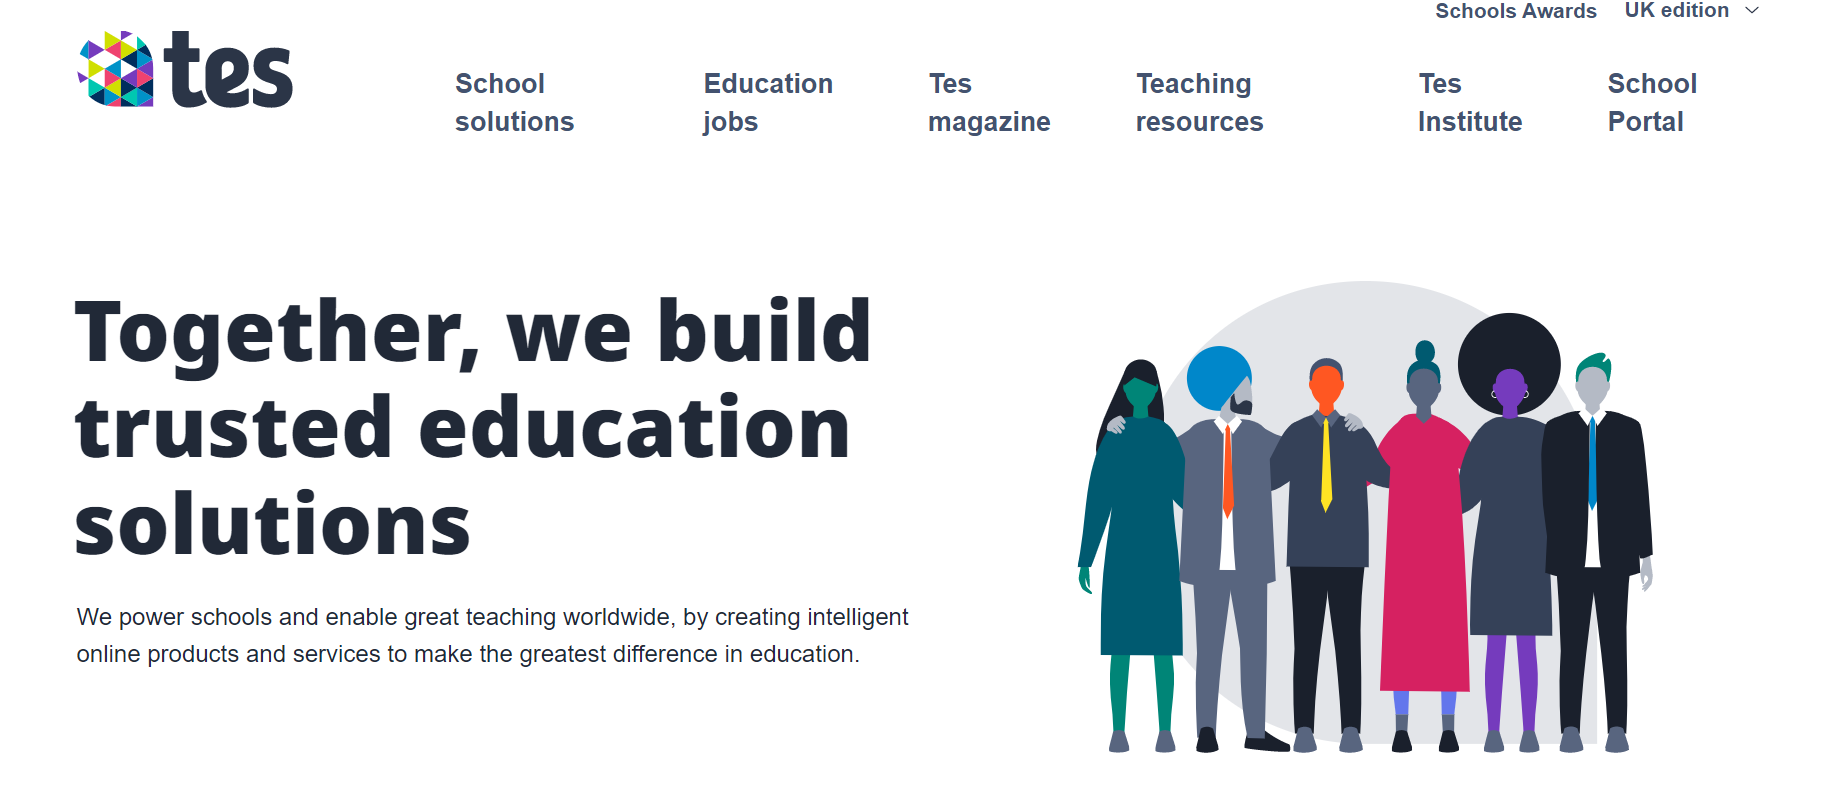 Schools Awards UK edition
tes
School solutions
Education jobs
Tes magazine
Teaching resources
Tes Institute
School Portal
Together, we build
trusted education
solutions
We power schools and enable great teaching worldwide, by creating intelligent
online products and services to make the greatest difference in education.